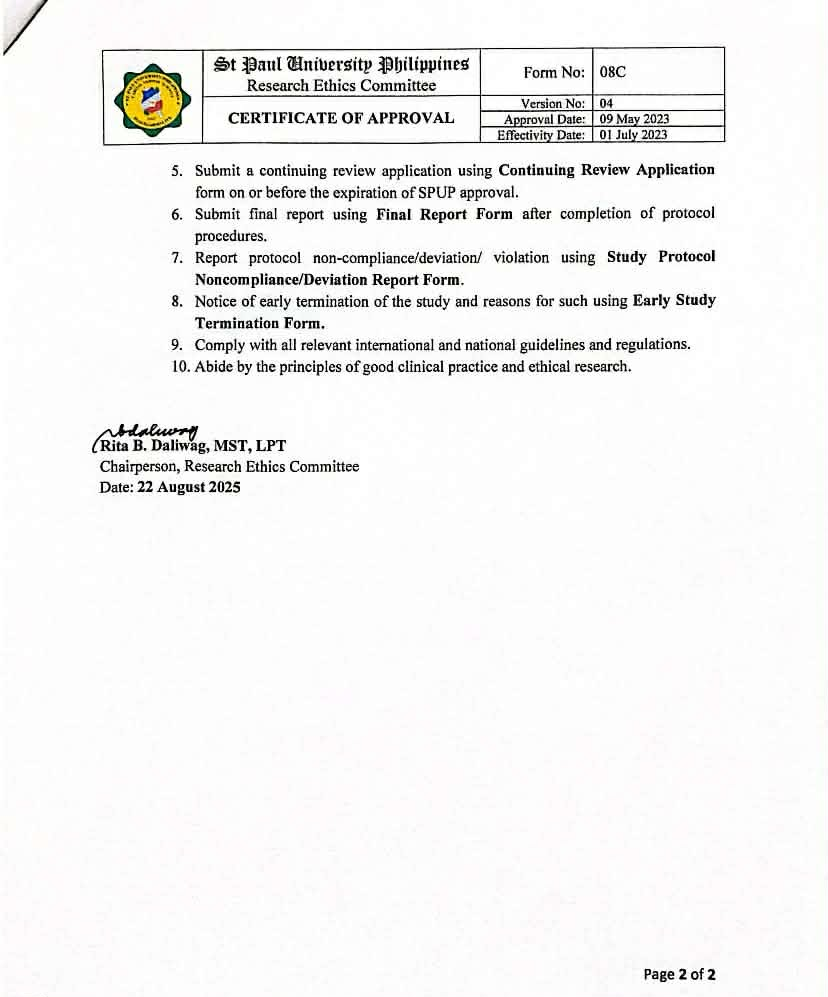 St Paul University Philippines
Research Ethics Committee
CERTIFICATE OF APPROVAL
Form No: 08C
Version No: 04
Approval Date: 09 May 2023
Effectivity Date: 01 July 2023
5. Submit a continuing review application using Continuing Review Application
form on or before the expiration of SPUP approval.
6. Submit final report using Final Report Form after completion of protocol
procedures.
7. Report protocol non-compliance/deviation/ violation using Study Protocol
Noncompliance/Deviation Report Form.
8. Notice of early termination of the study and reasons for such using Early Study
Termination Form.
9. Comply with all relevant international and national guidelines and regulations.
10. Abide by the principles of good clinical practice and ethical research.
Rita B. Daliwag, MST, LPT
Chairperson, Research Ethics Committee
Date: 22 August 2025
Page 2 of 2